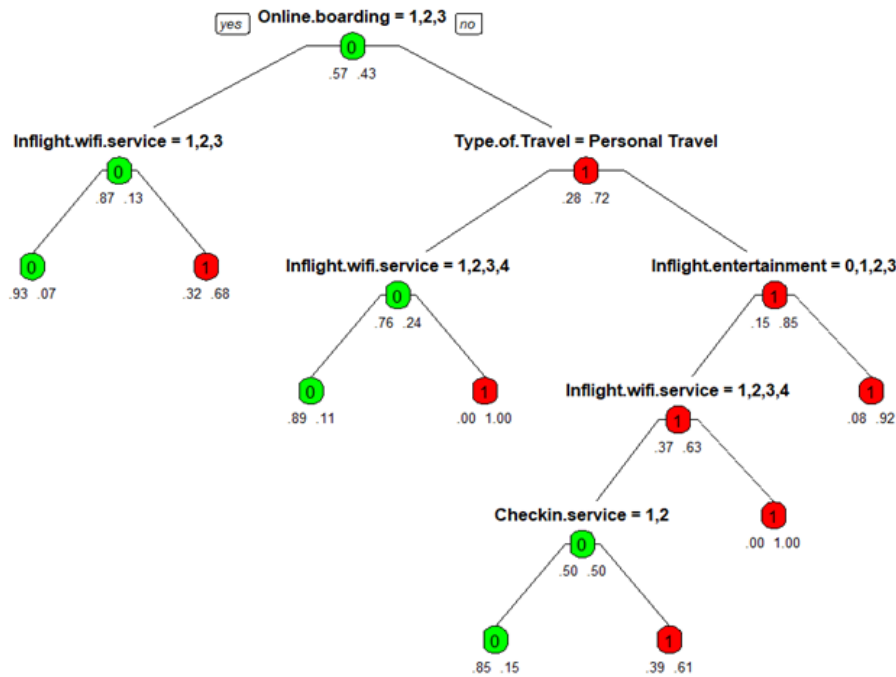 yes Online.boarding = 1,2,3 no
0
.57 .43
Inflight.wifi.service = 1,2,3 Type.of.Travel = Personal Travel
0 1
.87 .13 .28 .72
0 1 Inflight.wifi.service = 1,2,3,4 Inflight.entertainment = 0,1,2,3
0 1
.93 .07 .32 .68 .76 .24 .15 .85
0 1 Inflight.wifi.service = 1,2,3,4 1
.89 .11 .00 1.00 1 .08 .92
.37 .63
Checkin.service = 1,2 1
0 .00 1.00
.50 .50
0 1
.85 .15 .39 .61